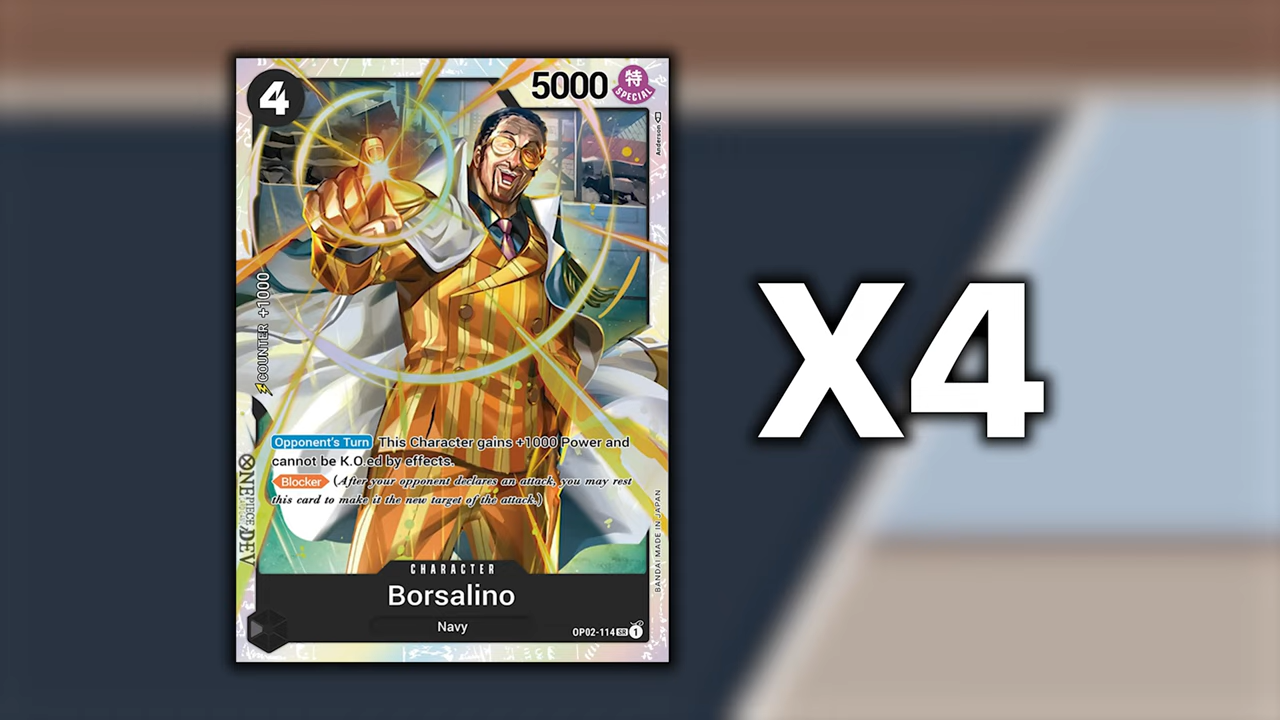 4
5000
特
SPECIAL
Anderson
COUNTER +1000
X4
Opponent's Turn This Character gains +1000 Power and
cannot be K.O.ed by effects.
Blocker (After your opponent declares an attack, you may rest
this card to make it the new target of the attack.)
ONE PIECE
DEV
BANDAI MADE IN JAPAN
CHARACTER
Borsalino
Navy
OP02-114 SR 1